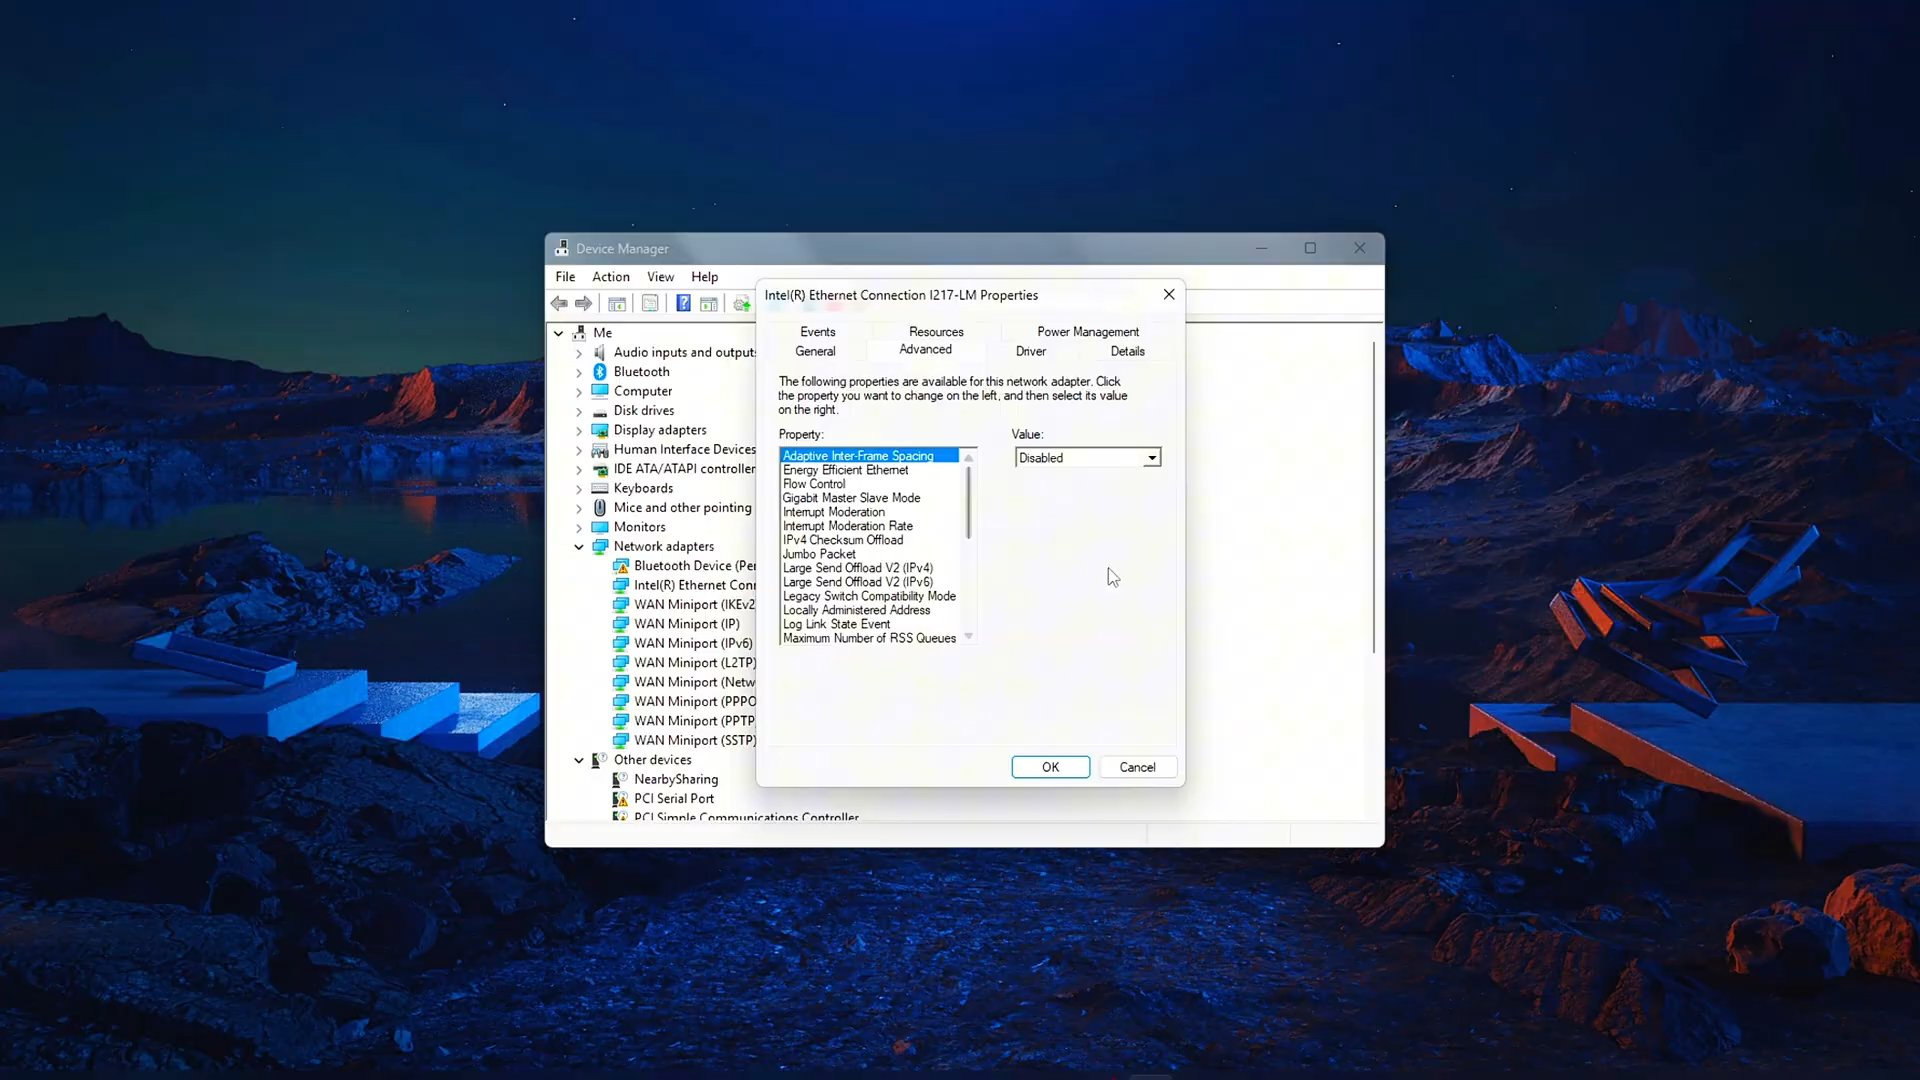 Device Manager
File Action View Help
Me
Audio inputs and outputs
Bluetooth
Computer
Disk drives
Display adapters
Human Interface Devices
IDE ATA/ATAPI controller
Keyboards
Mice and other pointing
Monitors
Network adapters
Bluetooth Device (Per
Intel(R) Ethernet Con
WAN Miniport (IKEv2
WAN Miniport (IP)
WAN Miniport (IPv6)
WAN Miniport (L2TP)
WAN Miniport (Netw
WAN Miniport (PPPO
WAN Miniport (PPTP
WAN Miniport (SSTP)
Other devices
NearbySharing
PCI Serial Port
PCI Simple Communications Controller
Intel(R) Ethernet Connection I217-LM Properties
Events Resources Power Management
General Advanced Driver Details
The following properties are available for this network adapter. Click
the property you want to change on the left, and then select its value
on the right.
Property: Value:
Adaptive Inter-Frame Spacing
Disabled
Energy Efficient Ethernet
Flow Control
Gigabit Master Slave Mode
Interrupt Moderation
Interrupt Moderation Rate
IPv4 Checksum Offload
Jumbo Packet
Large Send Offload V2 (IPv4)
Large Send Offload V2 (IPv6)
Legacy Switch Compatibility Mode
Locally Administered Address
Log Link State Event
Maximum Number of RSS Queues
OK Cancel